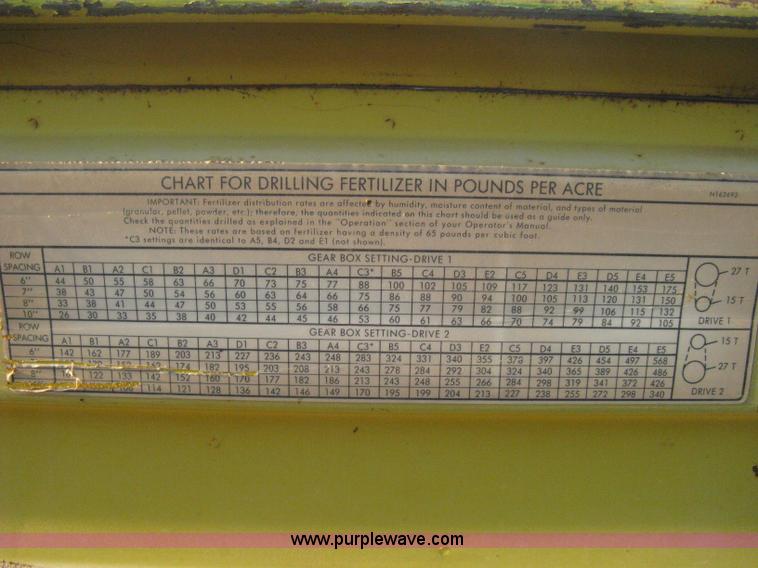 CHART FOR DRILLING FERTILIZER IN POUNDS PER ACRE
N162693
IMPORTANT: Fertilizer distribution rates are affected by humidity, moisture content of material, and types of material
(granular, pellet, powder, etc.); therefore, the quantities indicated on this chart should be used as a guide only.
Check the quantities drilled as explained in the "Operation" section of your Operator's Manual.
NOTE: These rates are based on fertilizer having a density of 65 pounds per cubic foot.
*C3 settings are identical to A5, B4, D2 and E1 (not shown).
ROW SPACING
GEAR BOX SETTING-DRIVE 1
A1 B1 A2 C1 B2 A3 D1 C2 B3 A4 C3* B5 C4 D3 E2 C5 D4 E3 D5 E4 E5
6" 44 50 55 58 63 66 70 73 75 77 88 100 102 105 109 117 123 131 140 153 175
7" 38 43 47 50 54 56 60 63 64 66 75 86 88 90 94 100 105 113 120 131 150
8" 33 38 41 44 47 50 53 55 56 58 66 75 77 79 82 88 92 99 106 115 132
10" 26 30 33 35 38 40 42 44 45 46 53 60 61 63 66 70 74 79 84 92 105
27 T
15 T
DRIVE 1
ROW SPACING
GEAR BOX SETTING-DRIVE 2
A1 B1 A2 C1 B2 A3 D1 C2 B3 A4 C3* B5 C4 D3 E2 C5 D4 E3 D5 E4 E5
6" 142 162 177 189 203 213 227 236 243 248 283 324 331 340 355 378 397 426 454 497 568
174 182 195 203 208 213 243 278 284 292 304 324 340 365 389 426 486
8" 122 133 142 152 160 170 177 182 186 213 243 248 255 266 284 298 319 341 372 426
114 121 128 136 142 146 149 170 195 199 204 213 227 238 255 272 298 340
15 T
27 T
DRIVE 2
www.purplewave.com